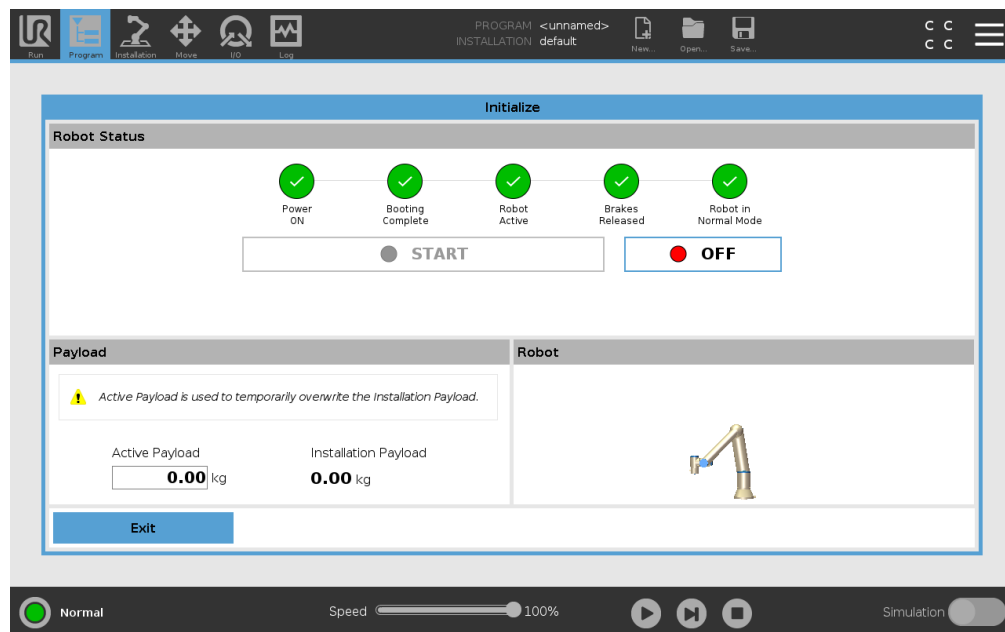 UR
Run
Program
Installation
Move
I/O
Log
PROGRAM <unnamed>
INSTALLATION default
New...
Open...
Save...
C C
C C
Initialize
Robot Status
Power
ON
Booting
Complete
Robot
Active
Brakes
Released
Robot in
Normal Mode
START
OFF
Payload
Robot
Active Payload is used to temporarily overwrite the Installation Payload.
Active Payload
Installation Payload
0.00 kg
0.00 kg
Exit
Normal
Speed
100%
Simulation